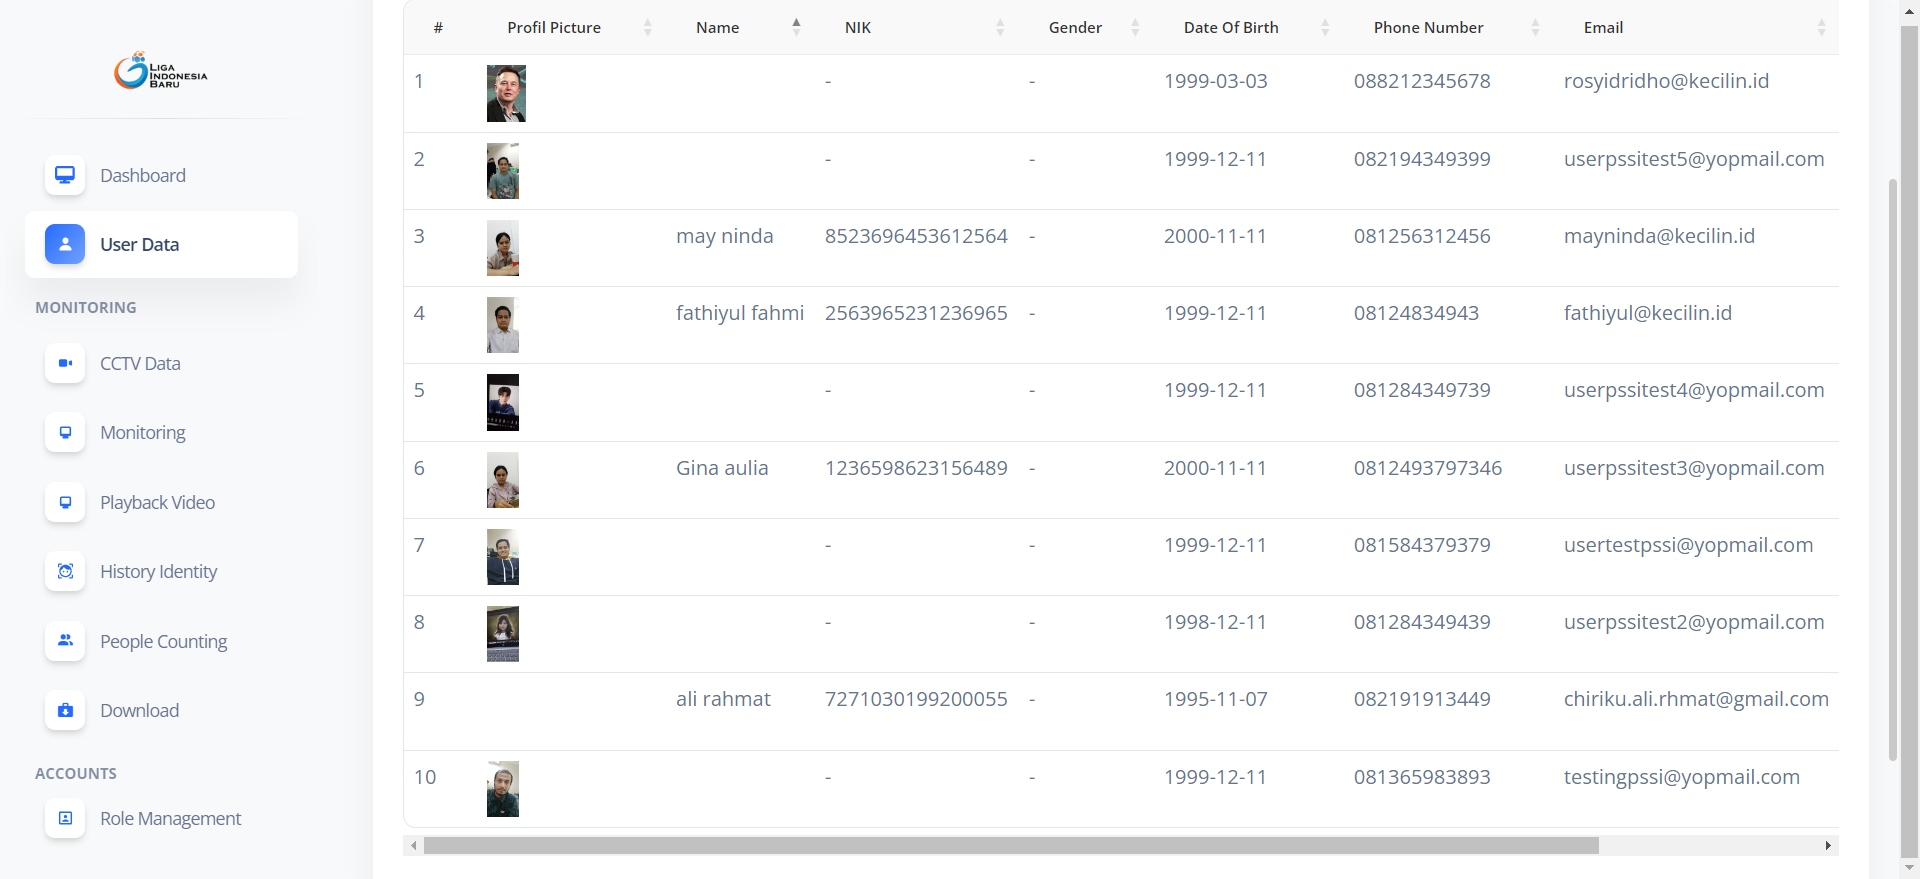 LIGA
INDONESIA
BARU
Dashboard
User Data
MONITORING
CCTV Data
Monitoring
Playback Video
History Identity
People Counting
Download
ACCOUNTS
Role Management
# Profil Picture Name NIK Gender Date Of Birth Phone Number Email
1 - - 1999-03-03 088212345678 rosyidridho@kecilin.id
2 - - 1999-12-11 082194349399 userpssitest5@yopmail.com
3 may ninda 8523696453612564 - 2000-11-11 081256312456 mayninda@kecilin.id
4 fathiyul fahmi 2563965231236965 - 1999-12-11 08124834943 fathiyul@kecilin.id
5 - - 1999-12-11 081284349739 userpssitest4@yopmail.com
6 Gina aulia 1236598623156489 - 2000-11-11 0812493797346 userpssitest3@yopmail.com
7 - - 1999-12-11 081584379379 usertestpssi@yopmail.com
8 - - 1998-12-11 081284349439 userpssitest2@yopmail.com
9 ali rahmat 7271030199200055 - 1995-11-07 082191913449 chiriku.ali.rhmat@gmail.com
10 - - 1999-12-11 081365983893 testingpssi@yopmail.com